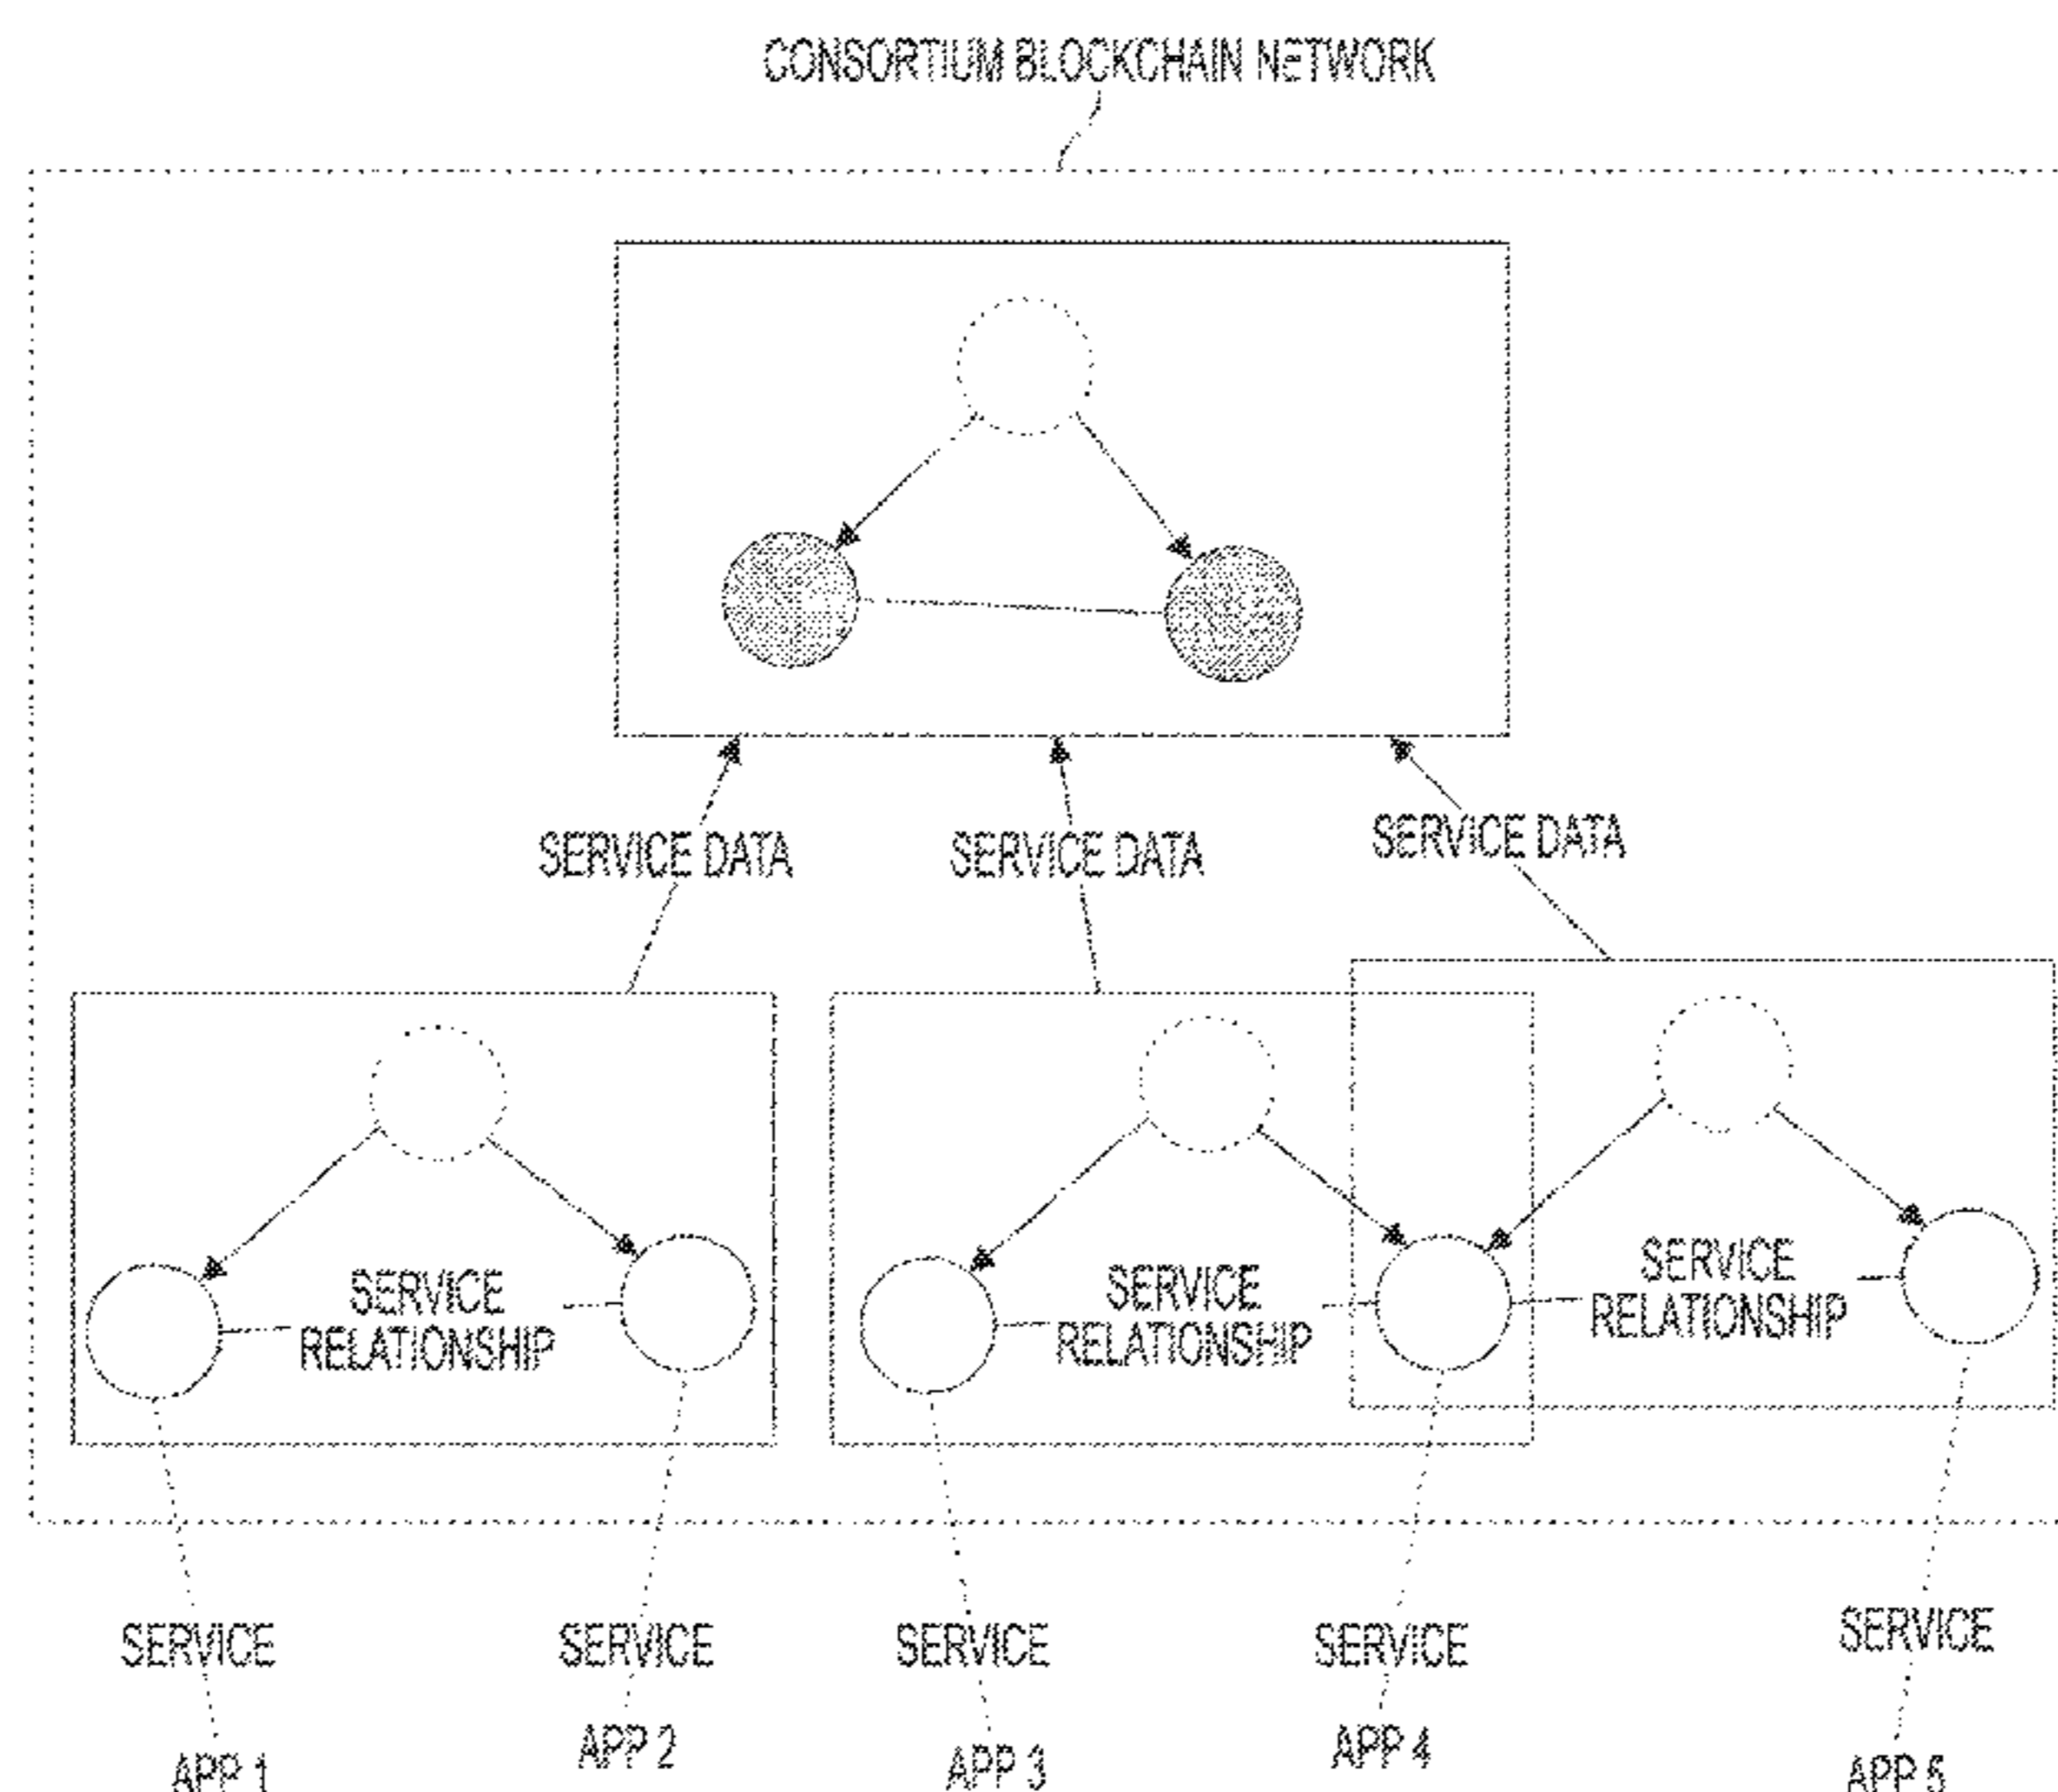 CONSORTIUM BLOCKCHAIN NETWORK
SERVICE DATA
SERVICE DATA
SERVICE DATA
SERVICE
RELATIONSHIP
SERVICE
RELATIONSHIP
SERVICE
RELATIONSHIP
SERVICE
SERVICE
SERVICE
SERVICE
SERVICE
APP 1
APP 2
APP 3
APP 4
APP 5